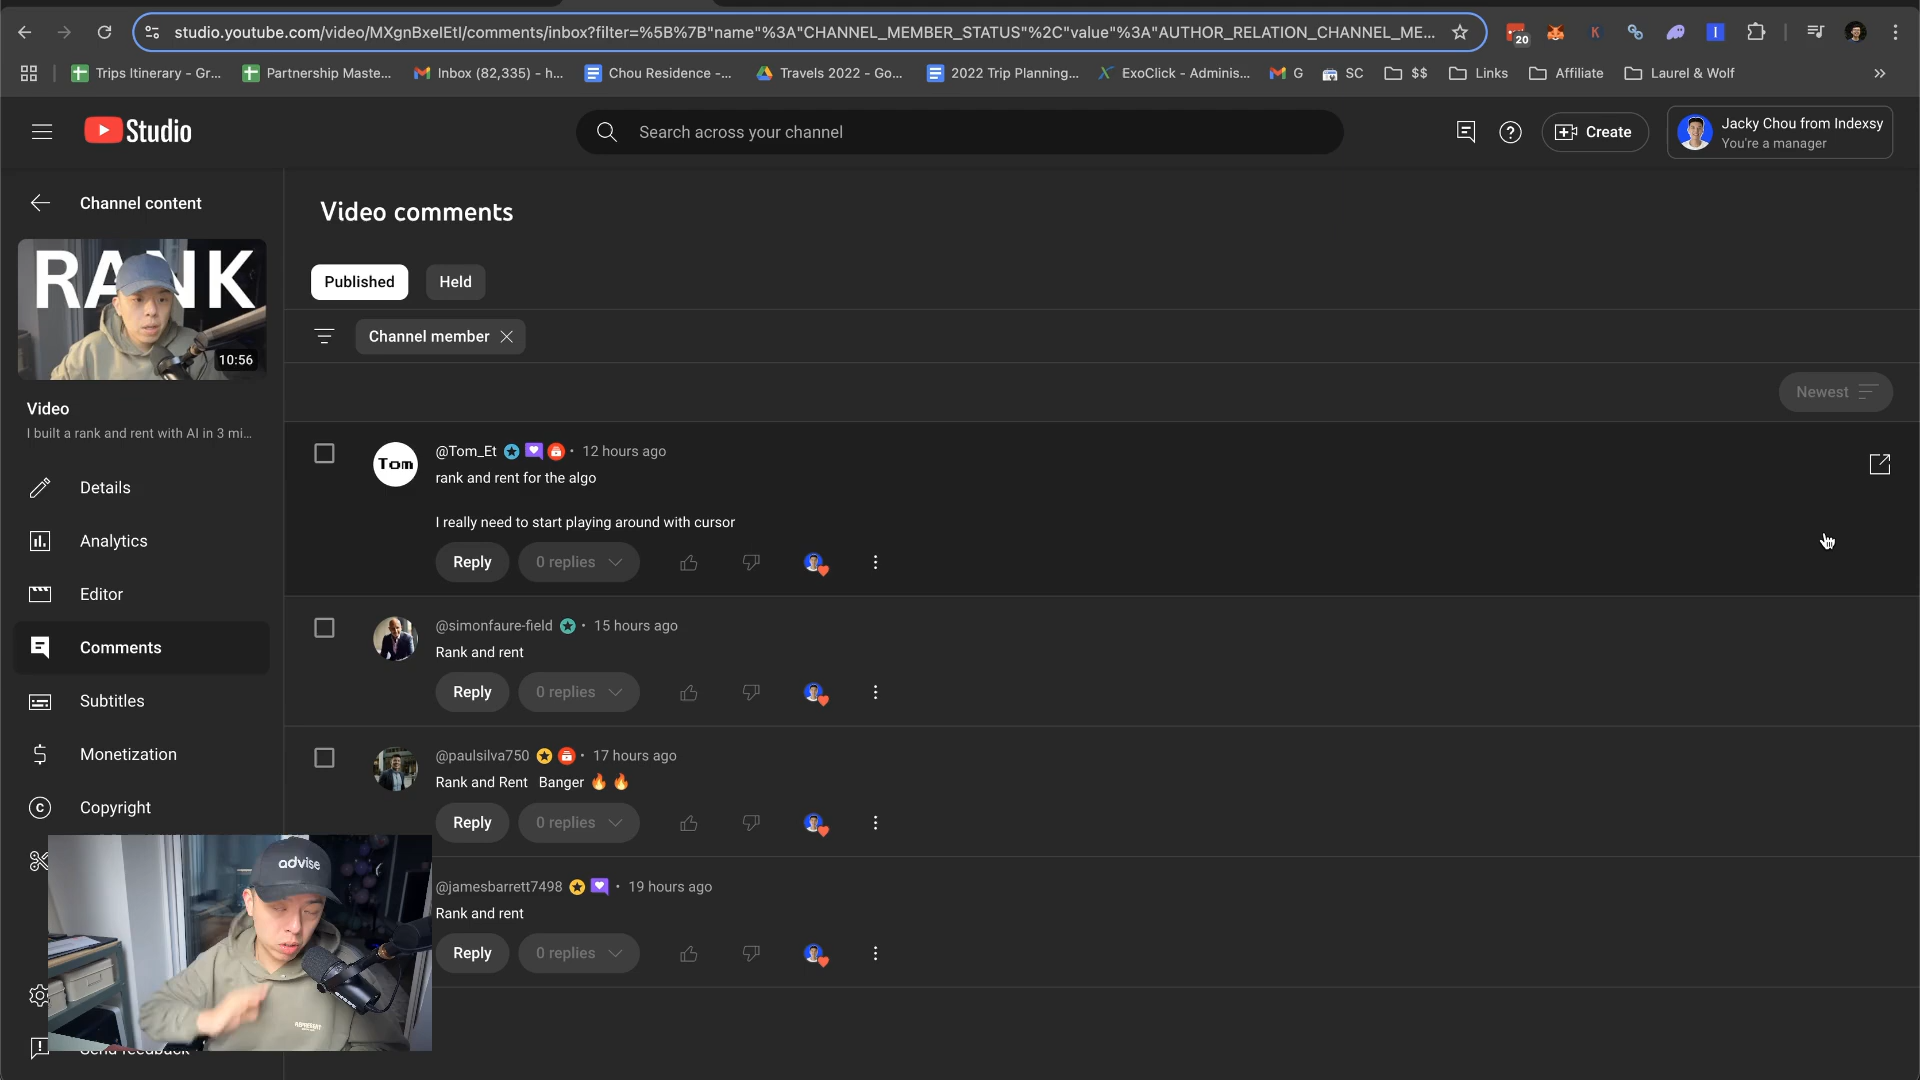 studio.youtube.com/video/MXgnBxeIEtI/comments/inbox?filter=%5B%7B"name"%3A"CHANNEL_MEMBER_STATUS"%2C"value"%3A"AUTHOR_RELATION_CHANNEL_ME...
20
K
I
Trips Itinerary - Gr...
Partnership Maste...
Inbox (82,335) - h...
Chou Residence -...
Travels 2022 - Go...
2022 Trip Planning...
ExoClick - Adminis...
G
SC
$$
Links
Affiliate
Laurel & Wolf
Studio
Search across your channel
Create
Jacky Chou from Indexsy
You're a manager
Channel content
RANK
10:56
Video
I built a rank and rent with AI in 3 mi...
Details
Analytics
Editor
Comments
Subtitles
Monetization
Copyright
Send feedback
Video comments
Published
Held
Channel member
Newest
@Tom_Et • 12 hours ago
Tom
rank and rent for the algo
I really need to start playing around with cursor
Reply
0 replies
@simonfaure-field • 15 hours ago
Rank and rent
Reply
0 replies
@paulsilva750 • 17 hours ago
Rank and Rent Banger 🔥 🔥
Reply
0 replies
@jamesbarrett7498 • 19 hours ago
Rank and rent
Reply
0 replies
advise